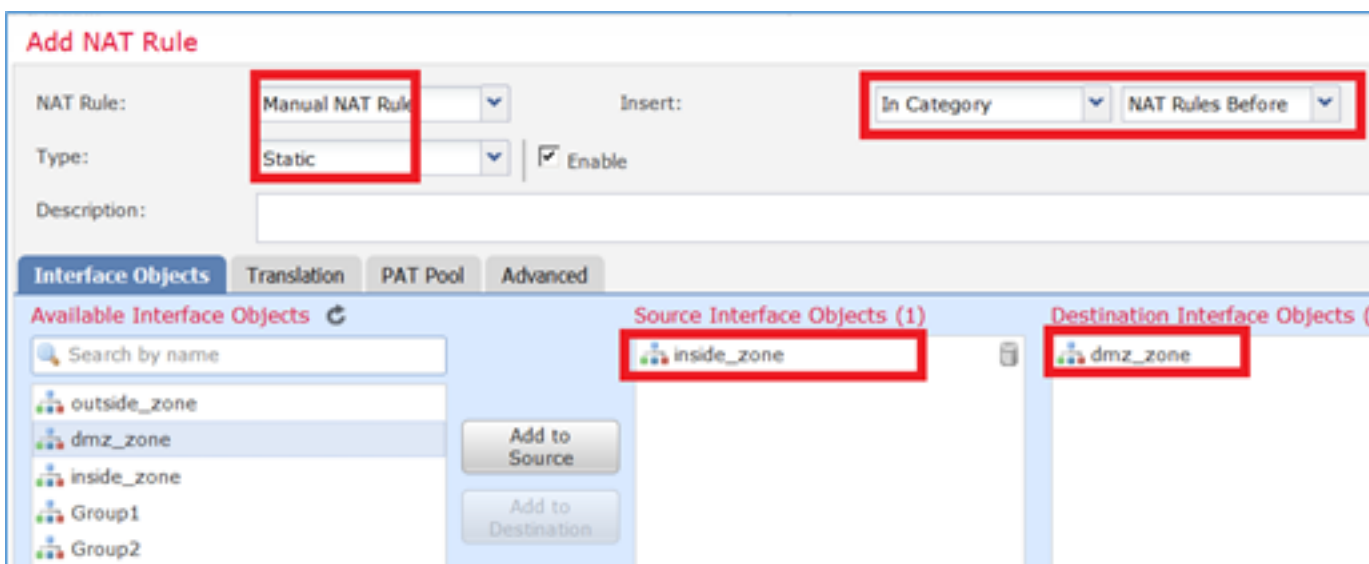 Add NAT Rule
NAT Rule: Manual NAT Rule Insert: In Category NAT Rules Before
Type: Static Enable
Description:
Interface Objects Translation PAT Pool Advanced
Available Interface Objects Source Interface Objects (1) Destination Interface Objects (
Search by name inside_zone dmz_zone
outside_zone
dmz_zone
inside_zone
Group1
Group2
Add to
Source
Add to
Destination